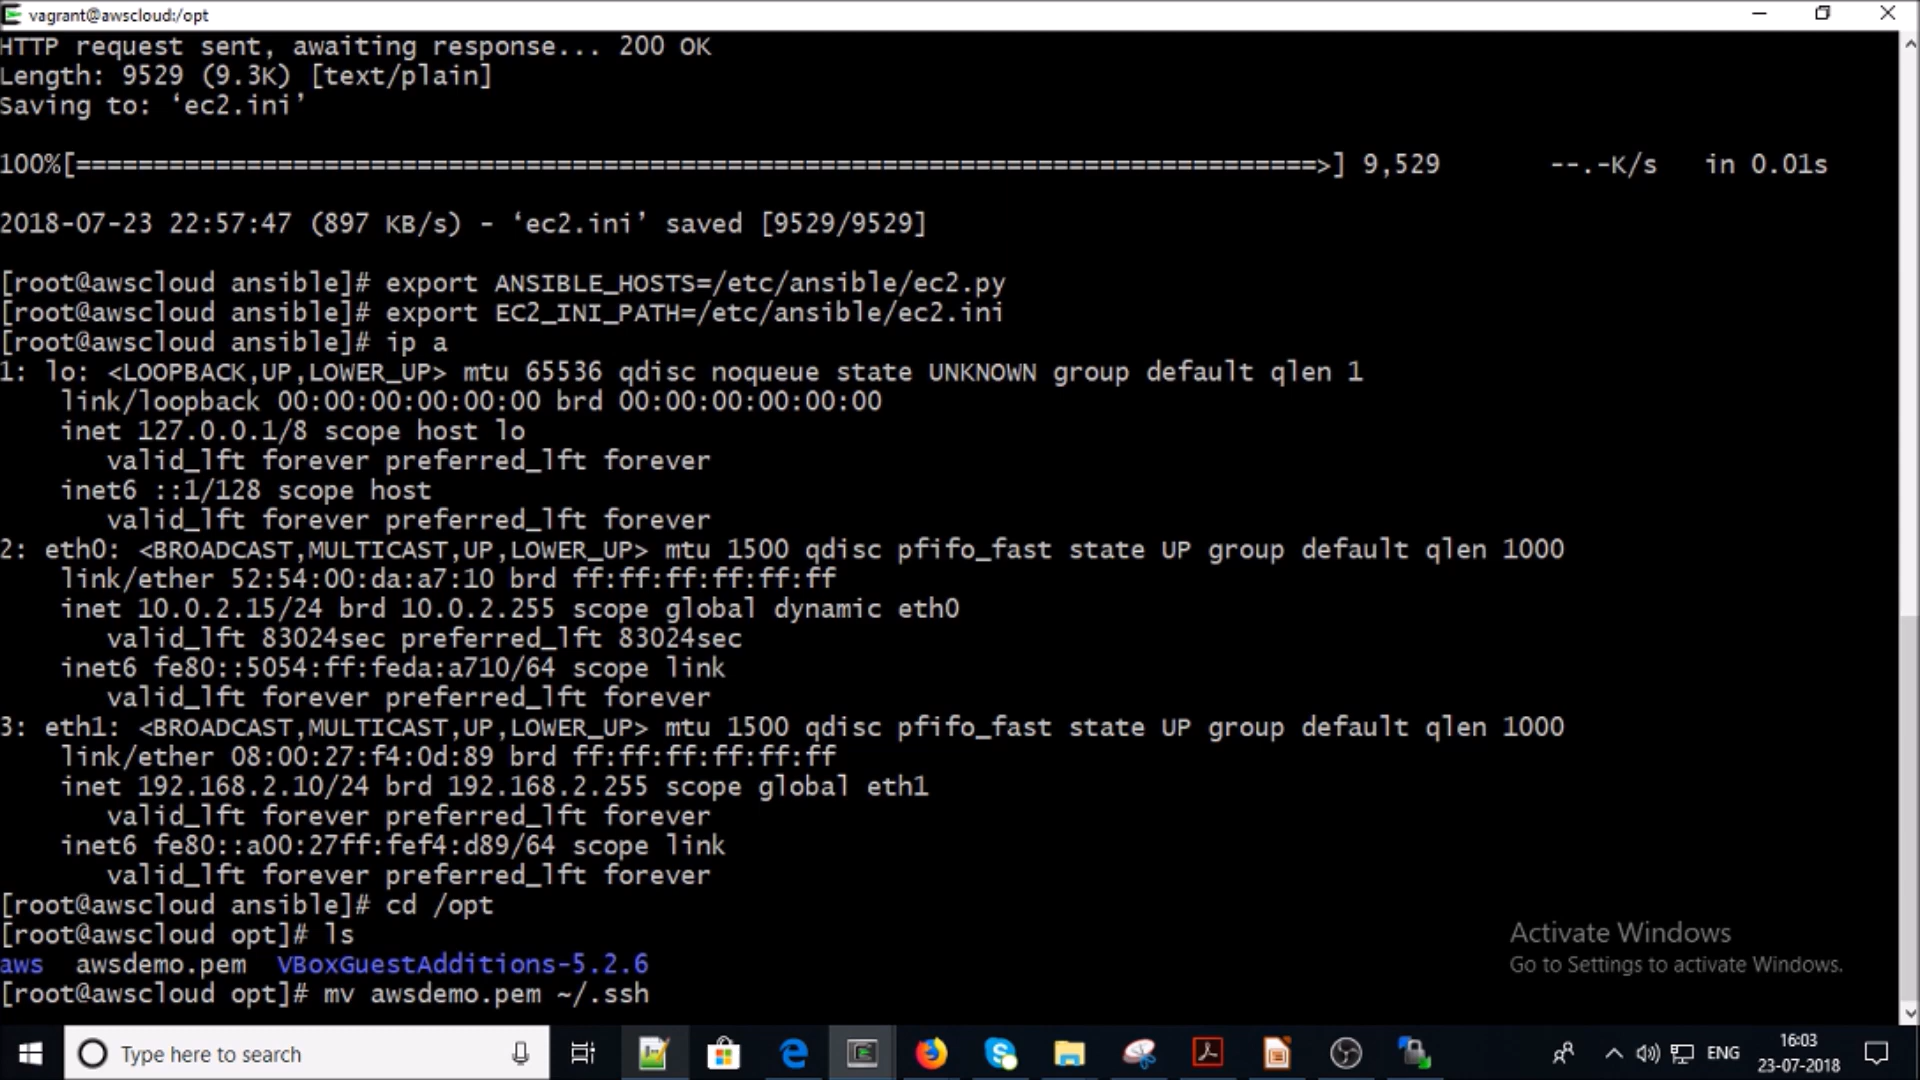 vagrant@awscloud:/opt
HTTP request sent, awaiting response... 200 OK
Length: 9529 (9.3K) [text/plain]
Saving to: ‘ec2.ini’
100%[================================================================================>] 9,529       --.-K/s   in 0.01s
2018-07-23 22:57:47 (897 KB/s) - ‘ec2.ini’ saved [9529/9529]
[root@awscloud ansible]# export ANSIBLE_HOSTS=/etc/ansible/ec2.py
[root@awscloud ansible]# export EC2_INI_PATH=/etc/ansible/ec2.ini
[root@awscloud ansible]# ip a
1: lo: <LOOPBACK,UP,LOWER_UP> mtu 65536 qdisc noqueue state UNKNOWN group default qlen 1
    link/loopback 00:00:00:00:00:00 brd 00:00:00:00:00:00
    inet 127.0.0.1/8 scope host lo
       valid_lft forever preferred_lft forever
    inet6 ::1/128 scope host
       valid_lft forever preferred_lft forever
2: eth0: <BROADCAST,MULTICAST,UP,LOWER_UP> mtu 1500 qdisc pfifo_fast state UP group default qlen 1000
    link/ether 52:54:00:da:a7:10 brd ff:ff:ff:ff:ff:ff
    inet 10.0.2.15/24 brd 10.0.2.255 scope global dynamic eth0
       valid_lft 83024sec preferred_lft 83024sec
    inet6 fe80::5054:ff:feda:a710/64 scope link
       valid_lft forever preferred_lft forever
3: eth1: <BROADCAST,MULTICAST,UP,LOWER_UP> mtu 1500 qdisc pfifo_fast state UP group default qlen 1000
    link/ether 08:00:27:f4:0d:89 brd ff:ff:ff:ff:ff:ff
    inet 192.168.2.10/24 brd 192.168.2.255 scope global eth1
       valid_lft forever preferred_lft forever
    inet6 fe80::a00:27ff:fef4:d89/64 scope link
       valid_lft forever preferred_lft forever
[root@awscloud ansible]# cd /opt
[root@awscloud opt]# ls
aws  awsdemo.pem  VBoxGuestAdditions-5.2.6
[root@awscloud opt]# mv awsdemo.pem ~/.ssh
Activate Windows
Go to Settings to activate Windows.
Type here to search
ENG
16:03
23-07-2018